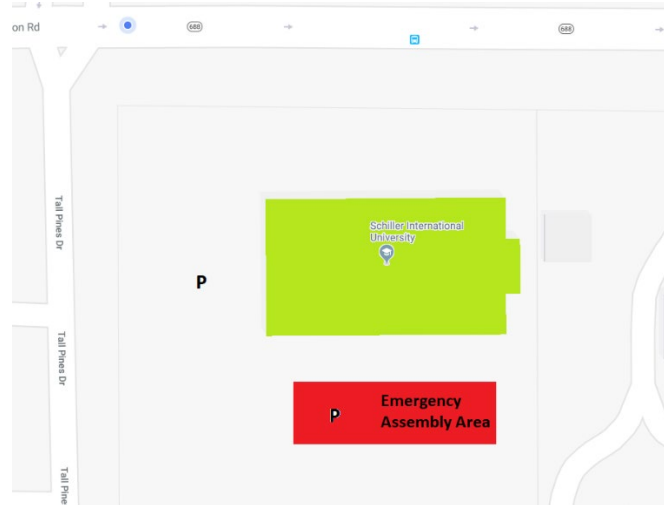 on Rd
688
688
Tall Pines Dr
Schiller International
University
P
Tall Pines Dr
P
Emergency
Assembly Area
Tall Pine